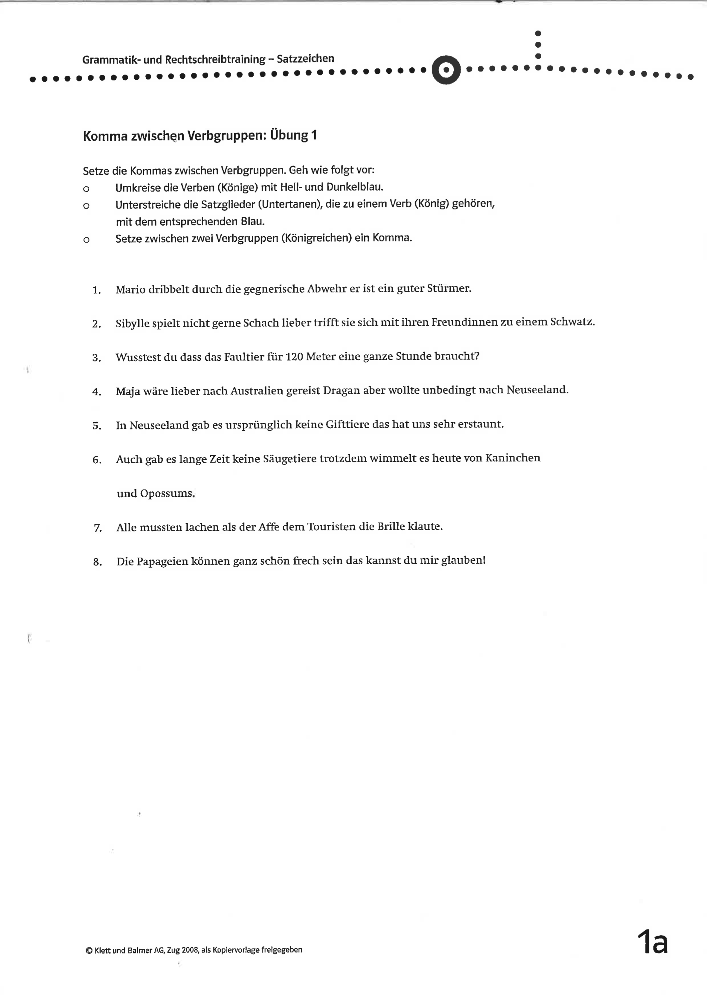 Grammatik- und Rechtschreibtraining – Satzzeichen
Komma zwischen Verbgruppen: Übung 1
Setze die Kommas zwischen Verbgruppen. Geh wie folgt vor:
o Umkreise die Verben (Könige) mit Hell- und Dunkelblau.
o Unterstreiche die Satzglieder (Untertanen), die zu einem Verb (König) gehören,
mit dem entsprechenden Blau.
o Setze zwischen zwei Verbgruppen (Königreichen) ein Komma.
1. Mario dribbelt durch die gegnerische Abwehr er ist ein guter Stürmer.
2. Sibylle spielt nicht gerne Schach lieber trifft sie sich mit ihren Freundinnen zu einem Schwatz.
3. Wusstest du dass das Faultier für 120 Meter eine ganze Stunde braucht?
4. Maja wäre lieber nach Australien gereist Dragan aber wollte unbedingt nach Neuseeland.
5. In Neuseeland gab es ursprünglich keine Gifttiere das hat uns sehr erstaunt.
6. Auch gab es lange Zeit keine Säugetiere trotzdem wimmelt es heute von Kaninchen
und Opossums.
7. Alle mussten lachen als der Affe dem Touristen die Brille klaute.
8. Die Papageien können ganz schön frech sein das kannst du mir glauben!
© Klett und Balmer AG, Zug 2008, als Kopiervorlage freigegeben
1a